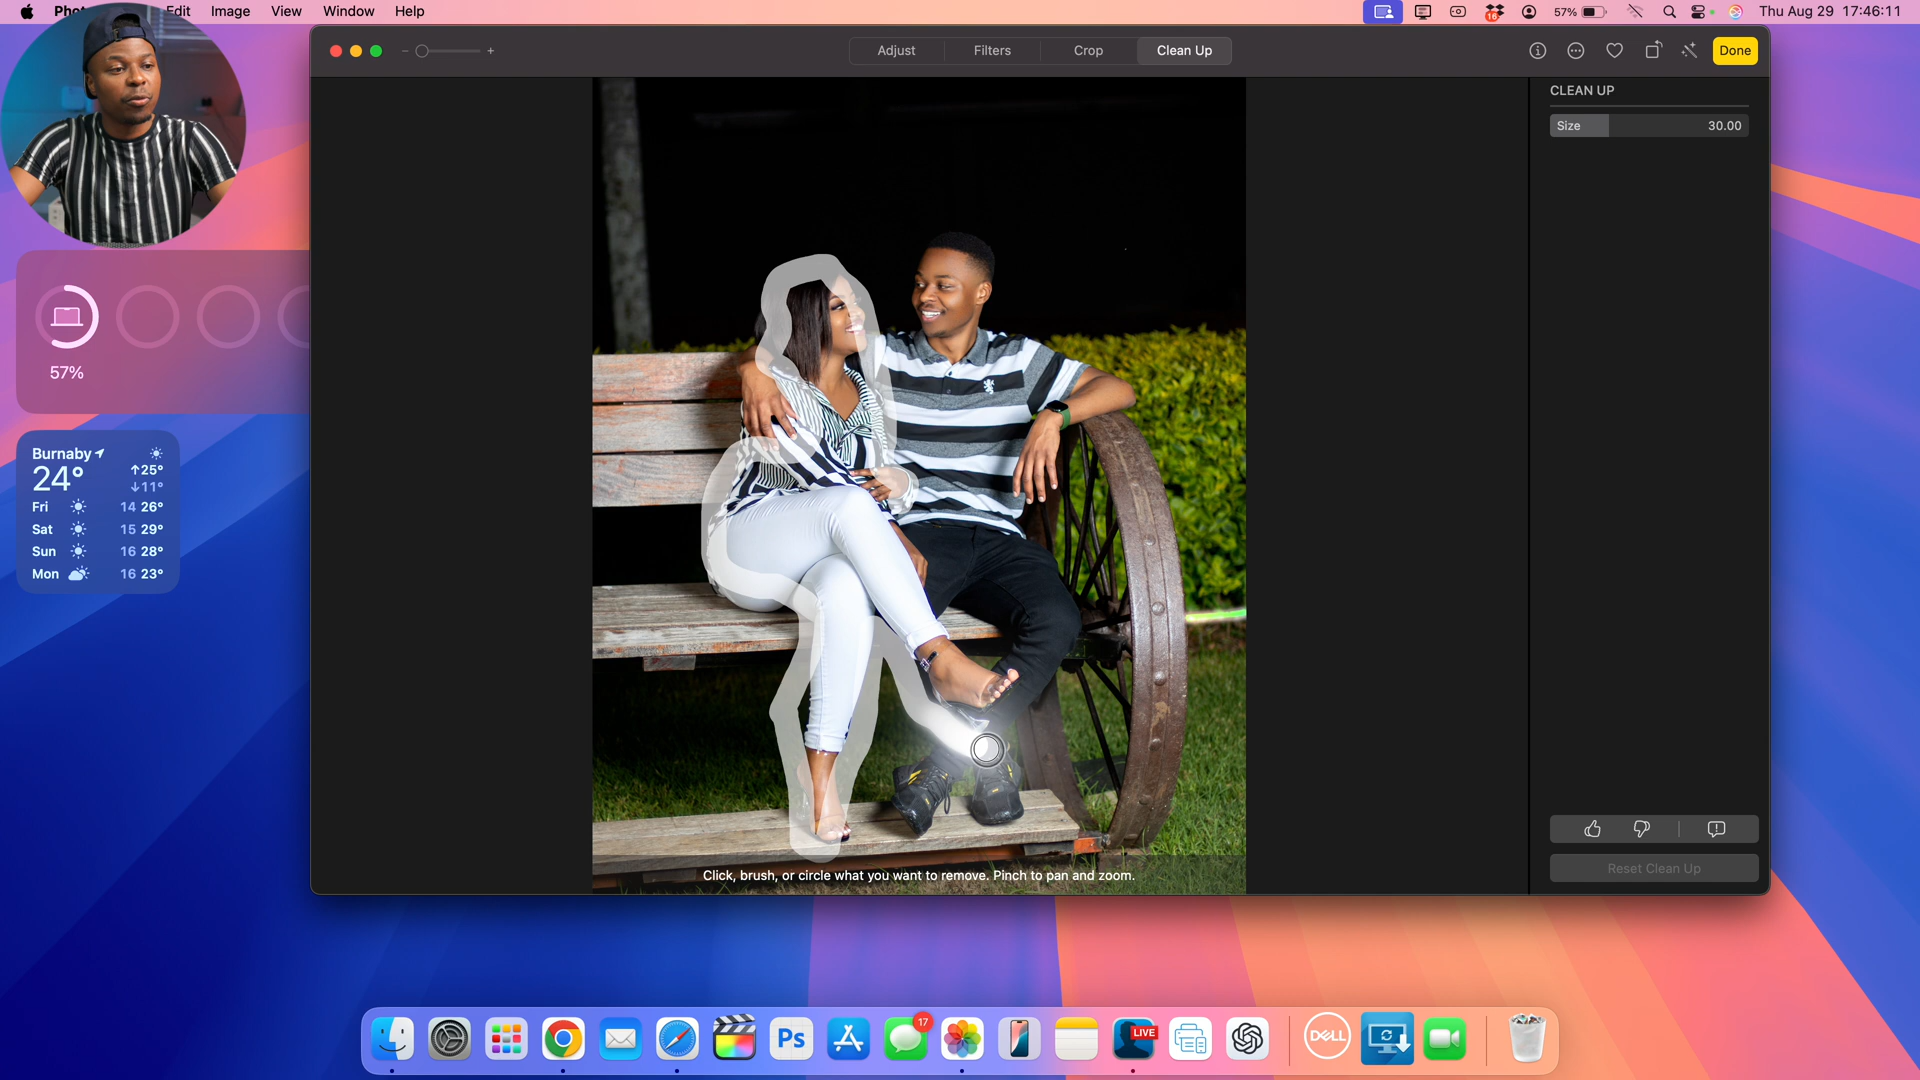 Edit Image View Window Help
16 57% Thu Aug 29 17:46:11
Adjust Filters Crop Clean Up
Done
CLEAN UP
Size 30.00
57%
Burnaby
24° ↑25°
↓11°
Fri 14 26°
Sat 15 29°
Sun 16 28°
Mon 16 23°
Click, brush, or circle what you want to remove. Pinch to pan and zoom.
Reset Clean Up
17
Ps
LIVE
DELL